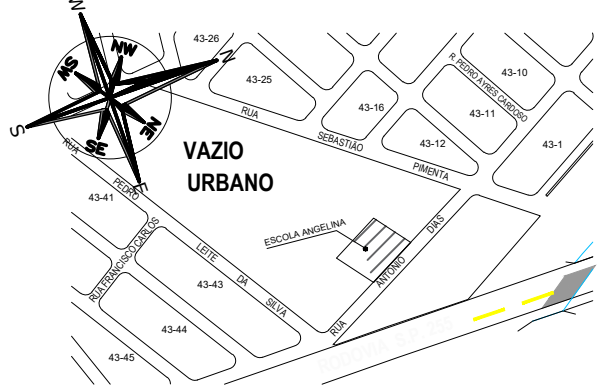 W
NW
N
SW
NE
S
SE
E
43-26
43-25
43-16
43-10
43-11
43-12
43-1
R. PEDRO AYRES CARDOSO
RUA SEBASTIÃO PIMENTA
VAZIO
URBANO
RUA PEDRO LEITE DA SILVA
43-41
RUA FRANCISCO CARLOS
ESCOLA ANGELINA
RUA ANTONIO DIAS
43-43
43-44
43-45
RODOVIA S.P. 255